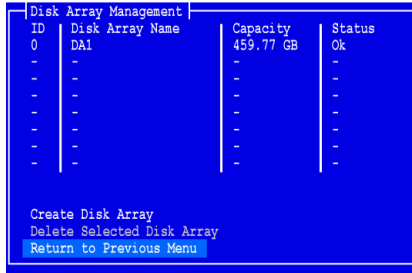 Disk Array Management
ID Disk Array Name Capacity Status
0 DA1 459.77 GB Ok
- - - -
- - - -
- - - -
- - - -
- - - -
- - - -
- - - -
Create Disk Array
Delete Selected Disk Array
Return to Previous Menu